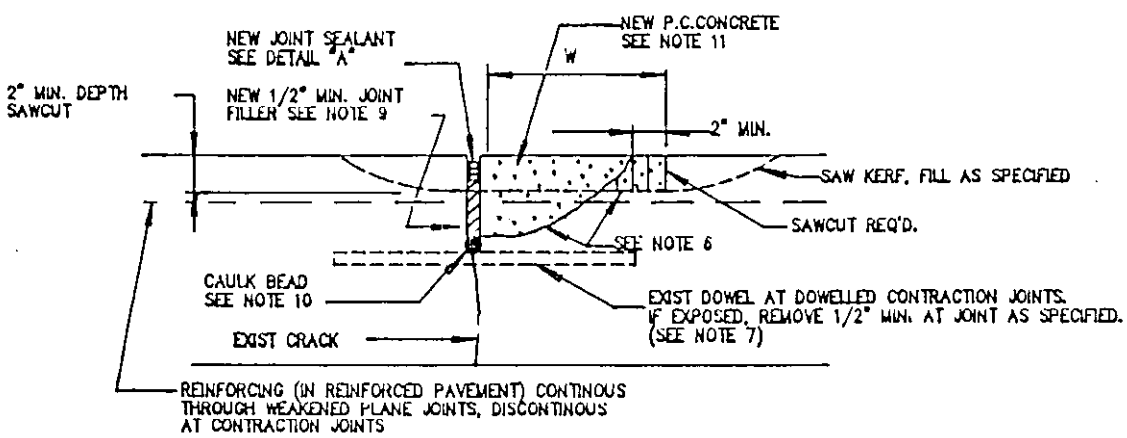 NEW P.C.CONCRETE
SEE NOTE 11
NEW JOINT SEALANT
SEE DETAIL "A"
W
2" MIN. DEPTH
SAWCUT
NEW 1/2" MIN. JOINT
FILLER SEE NOTE 9
2" MIN.
SAW KERF, FILL AS SPECIFIED
SAWCUT REQ'D.
SEE NOTE 6
CAULK BEAD
SEE NOTE 10
EXIST DOWEL AT DOWELLED CONTRACTION JOINTS.
IF EXPOSED, REMOVE 1/2" MIN. AT JOINT AS SPECIFIED.
(SEE NOTE 7)
EXIST CRACK
REINFORCING (IN REINFORCED PAVEMENT) CONTINOUS
THROUGH WEAKENED PLANE JOINTS, DISCONTINOUS
AT CONTRACTION JOINTS